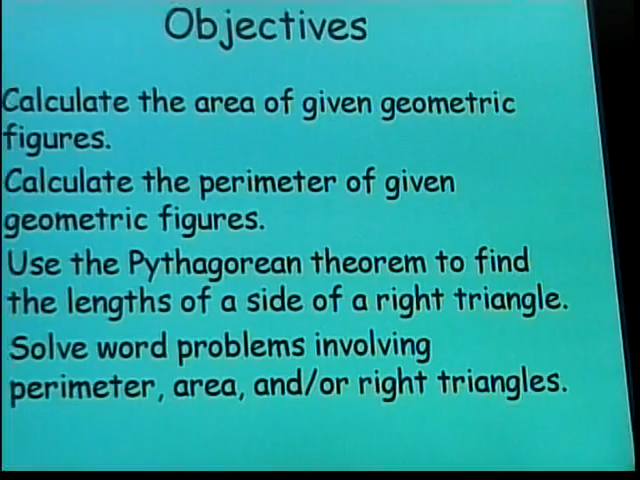 Objectives
Calculate the area of given geometric
figures.
Calculate the perimeter of given
geometric figures.
Use the Pythagorean theorem to find
the lengths of a side of a right triangle.
Solve word problems involving
perimeter, area, and/or right triangles.